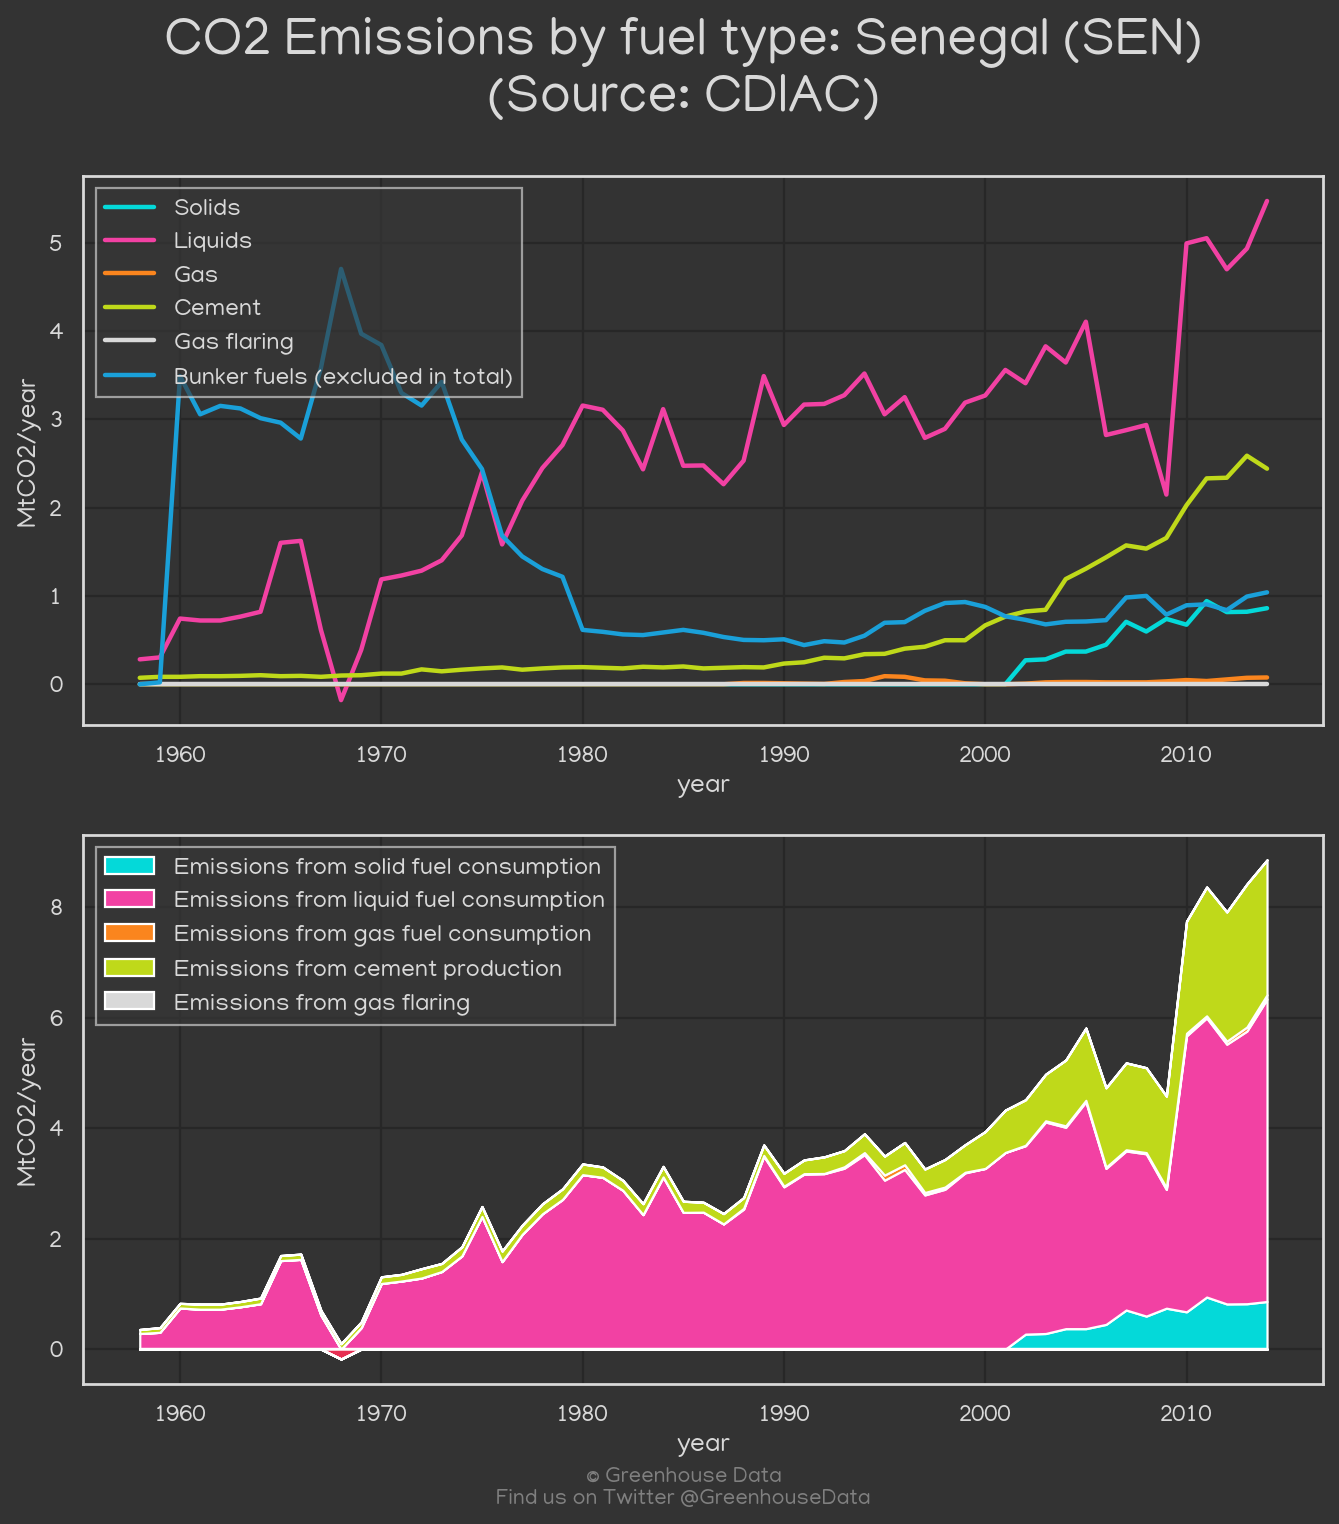 CO2 Emissions by fuel type: Senegal (SEN)
(Source: CDIAC)
Solids
Liquids
Gas
Cement
Gas flaring
Bunker fuels (excluded in total)
5
4
3
2
1
0
MtCO2/year
1960 1970 1980 1990 2000 2010
year
Emissions from solid fuel consumption
Emissions from liquid fuel consumption
Emissions from gas fuel consumption
Emissions from cement production
Emissions from gas flaring
8
6
4
2
0
MtCO2/year
1960 1970 1980 1990 2000 2010
year
© Greenhouse Data
Find us on Twitter @GreenhouseData